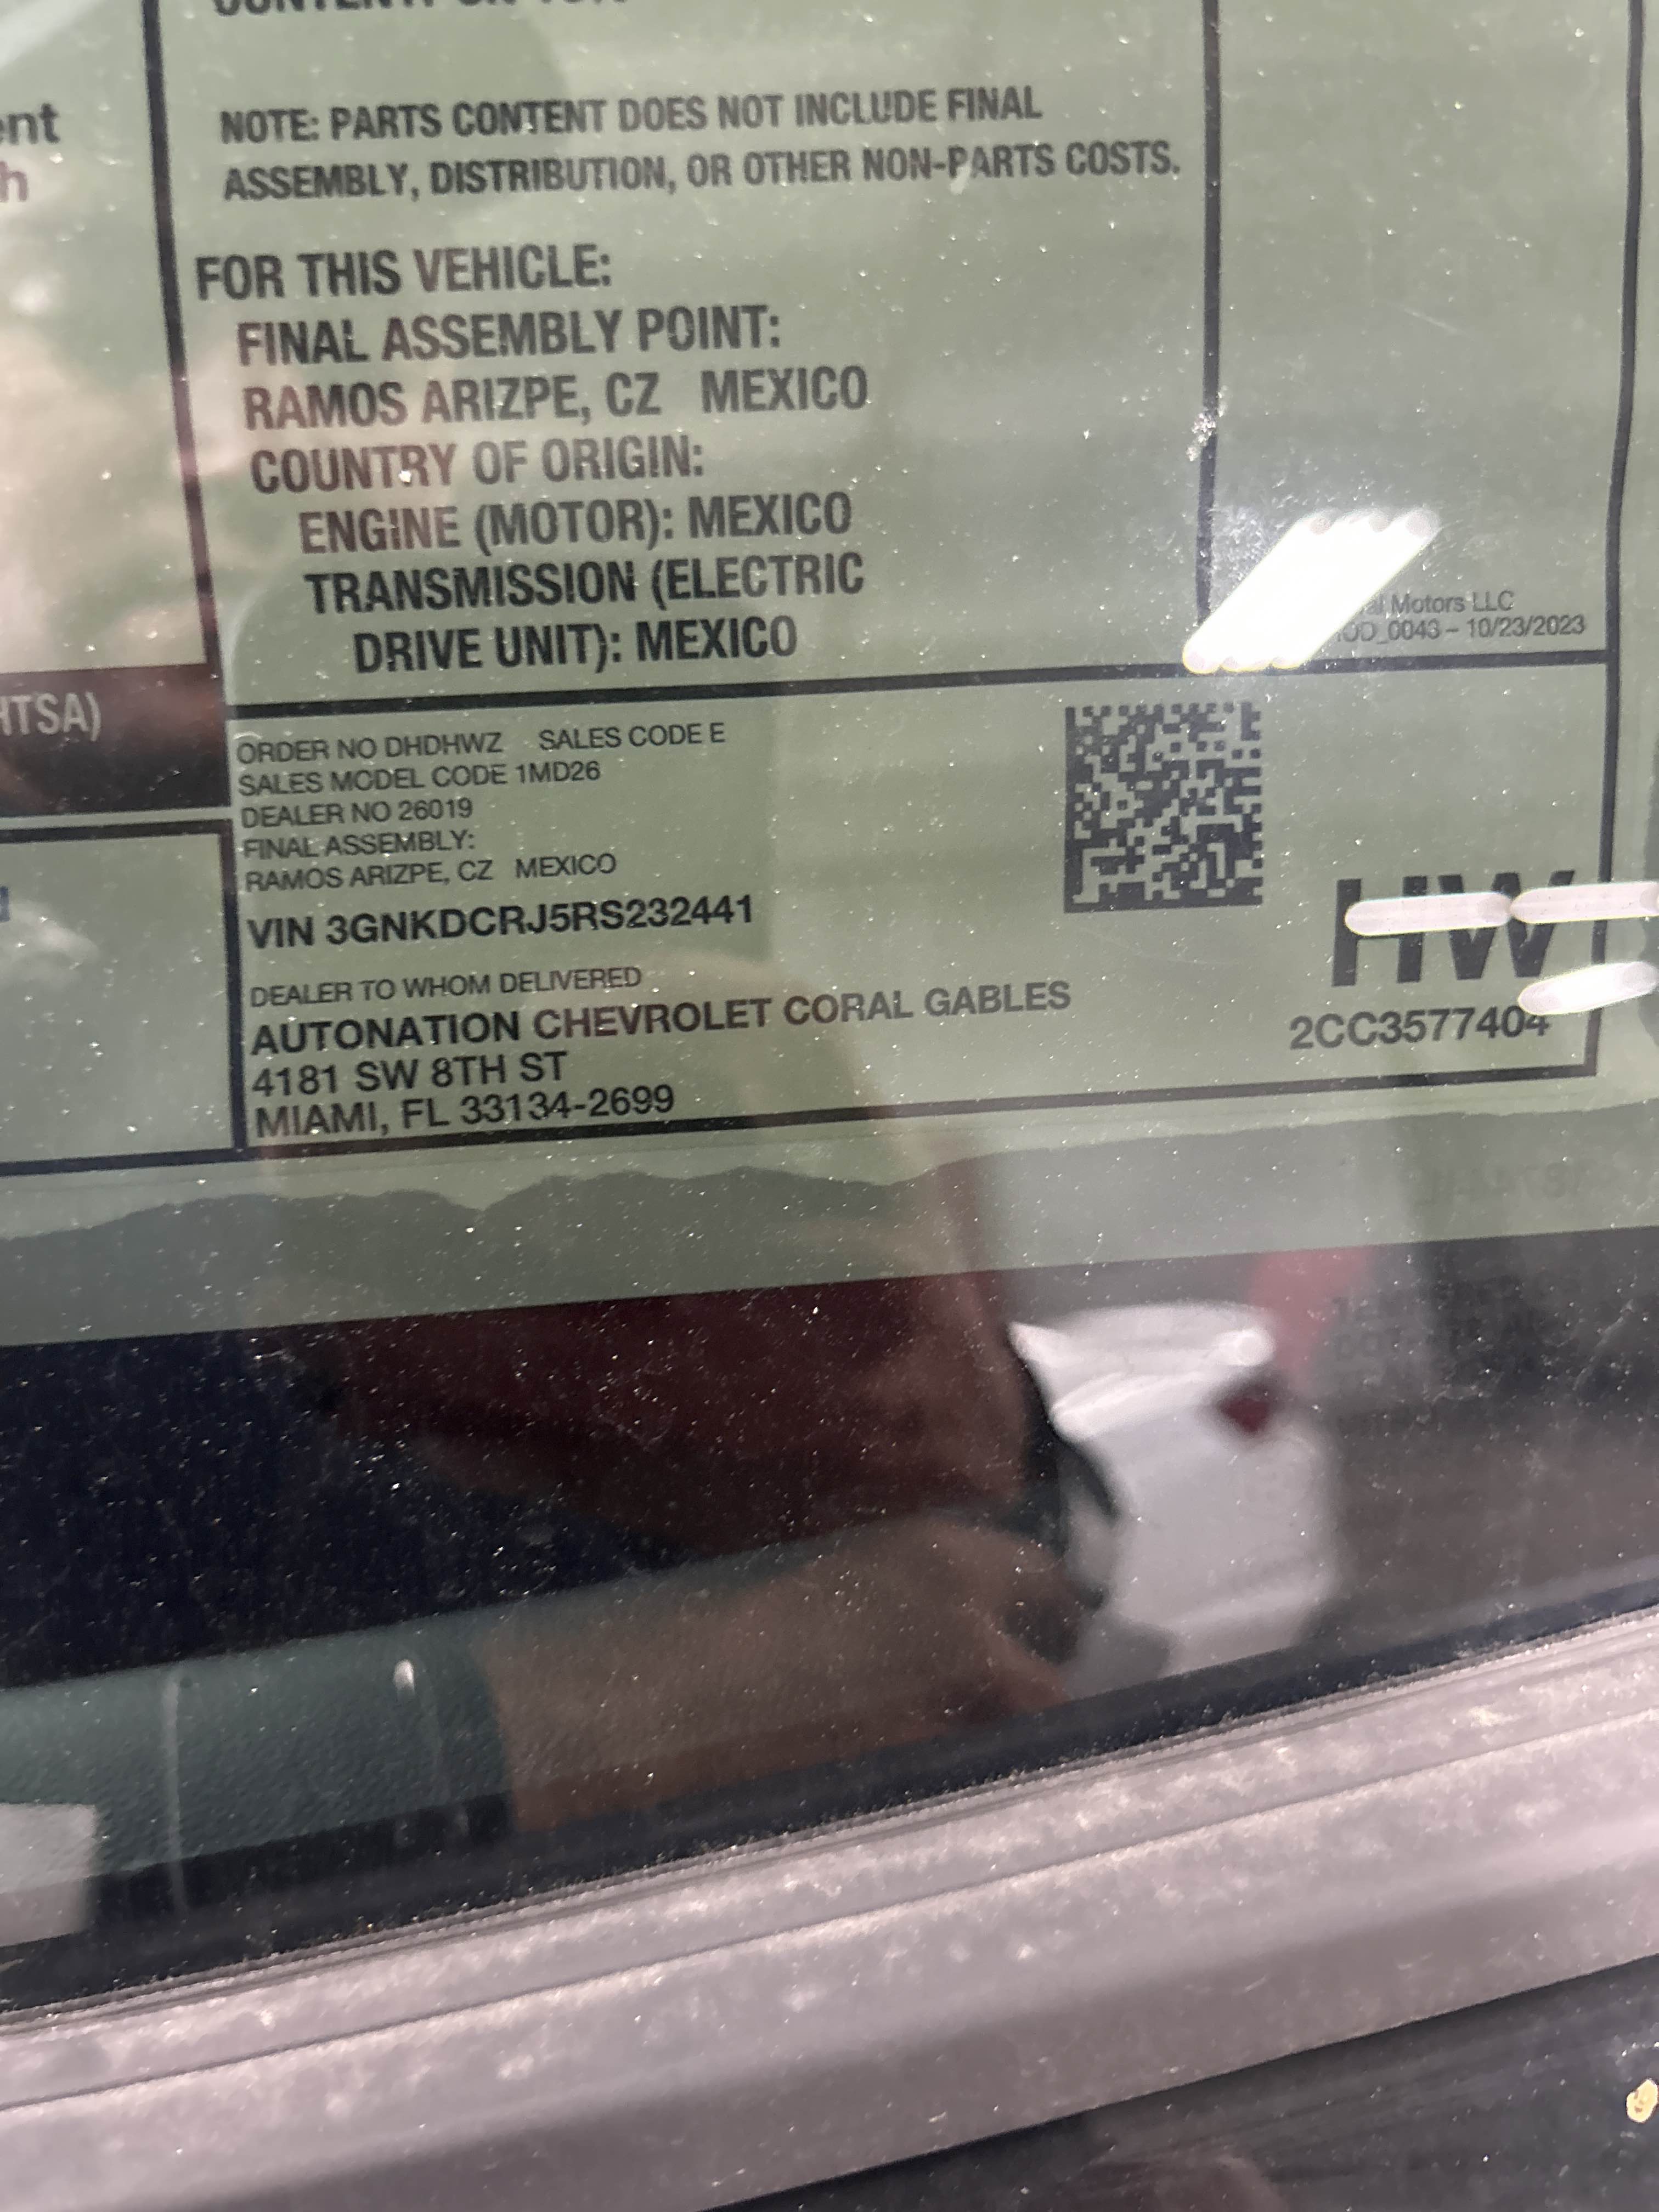 NOTE: PARTS CONTENT DOES NOT INCLUDE FINAL
ASSEMBLY, DISTRIBUTION, OR OTHER NON-PARTS COSTS.
FOR THIS VEHICLE:
FINAL ASSEMBLY POINT:
RAMOS ARIZPE, CZ MEXICO
COUNTRY OF ORIGIN:
ENGINE (MOTOR): MEXICO
TRANSMISSION (ELECTRIC
DRIVE UNIT): MEXICO
Motors LLC
10/23/2023
ORDER NO DHDHWZ SALES CODE E
SALES MODEL CODE 1MD26
DEALER NO 26019
FINAL ASSEMBLY:
RAMOS ARIZPE, CZ MEXICO
VIN 3GNKDCRJ5RS232441
DEALER TO WHOM DELIVERED
AUTONATION CHEVROLET CORAL GABLES
4181 SW 8TH ST
MIAMI, FL 33134-2699
HW
2CC3577404